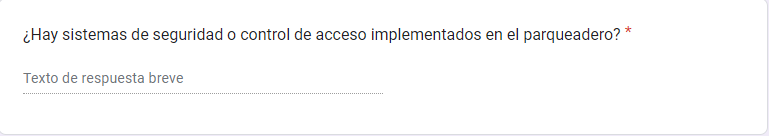 ¿Hay sistemas de seguridad o control de acceso implementados en el parqueadero? *
Texto de respuesta breve